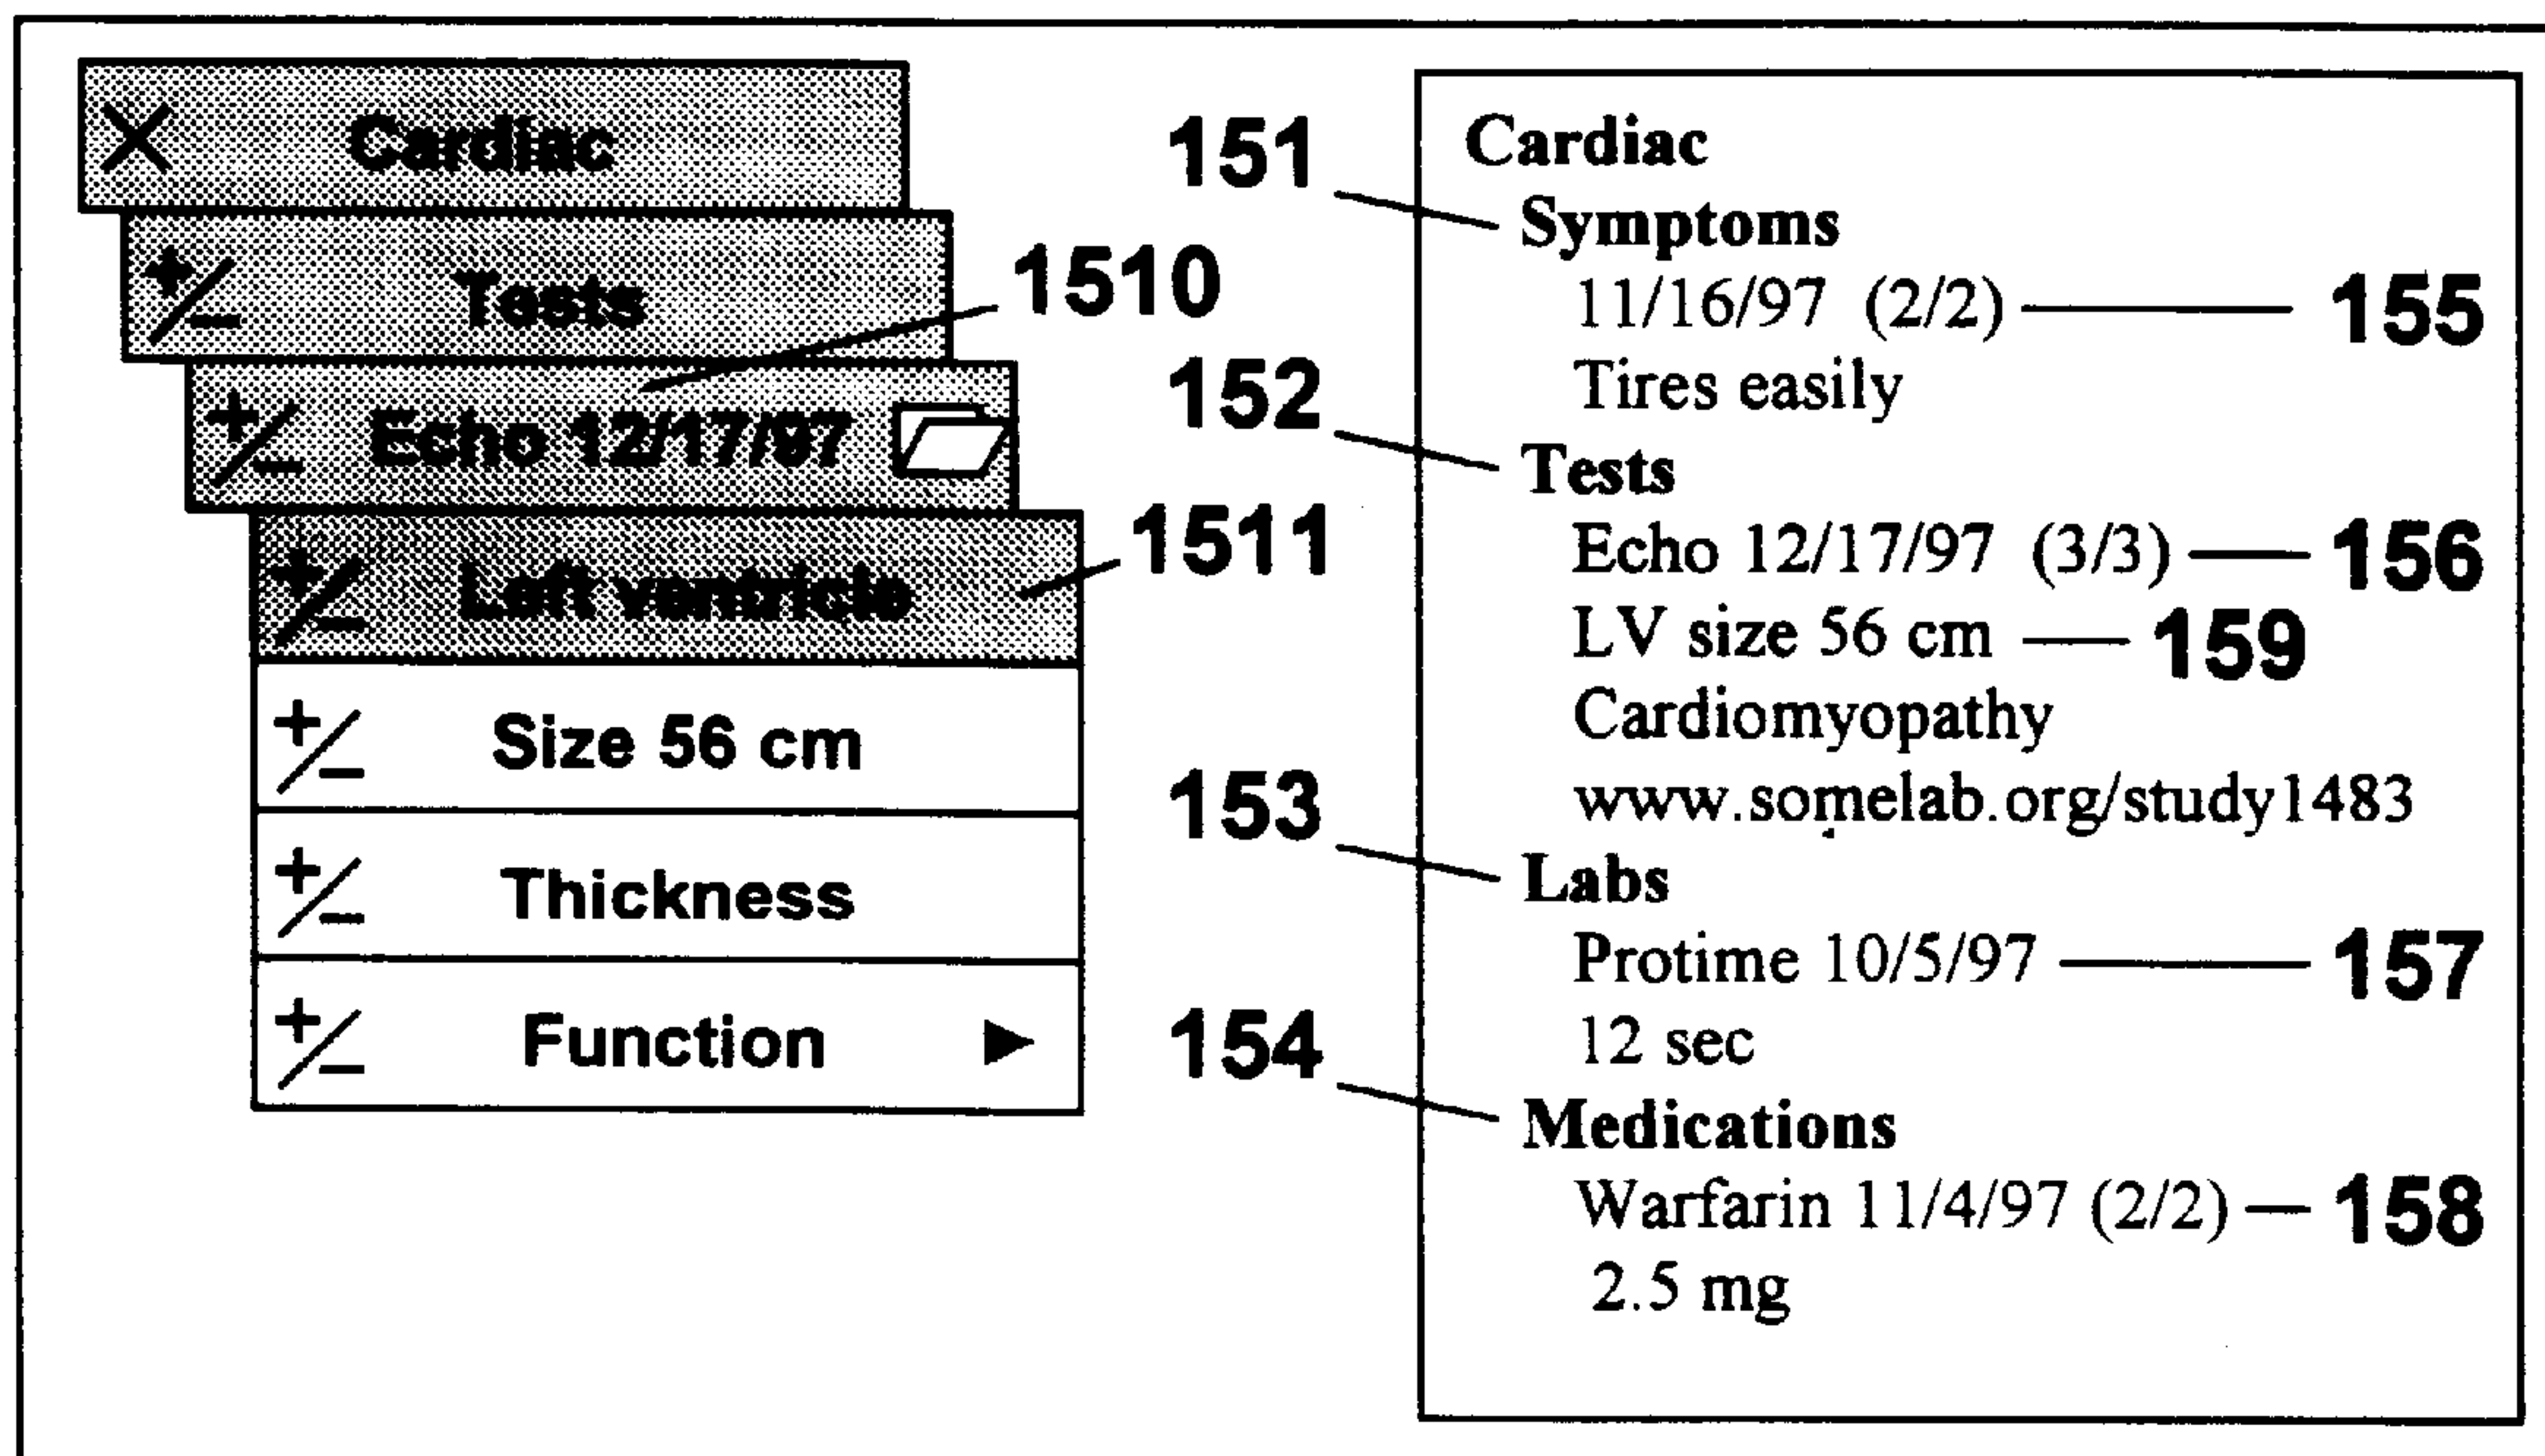 Cardiac
Tests
1510
Echo 12/17/97
1511
Left ventricle
Size 56 cm
Thickness
Function
151
Cardiac
Symptoms
11/16/97 (2/2) 155
Tires easily
152
Tests
Echo 12/17/97 (3/3) 156
LV size 56 cm 159
Cardiomyopathy
www.somelab.org/study1483
153
Labs
Protime 10/5/97 157
12 sec
154
Medications
Warfarin 11/4/97 (2/2) 158
2.5 mg